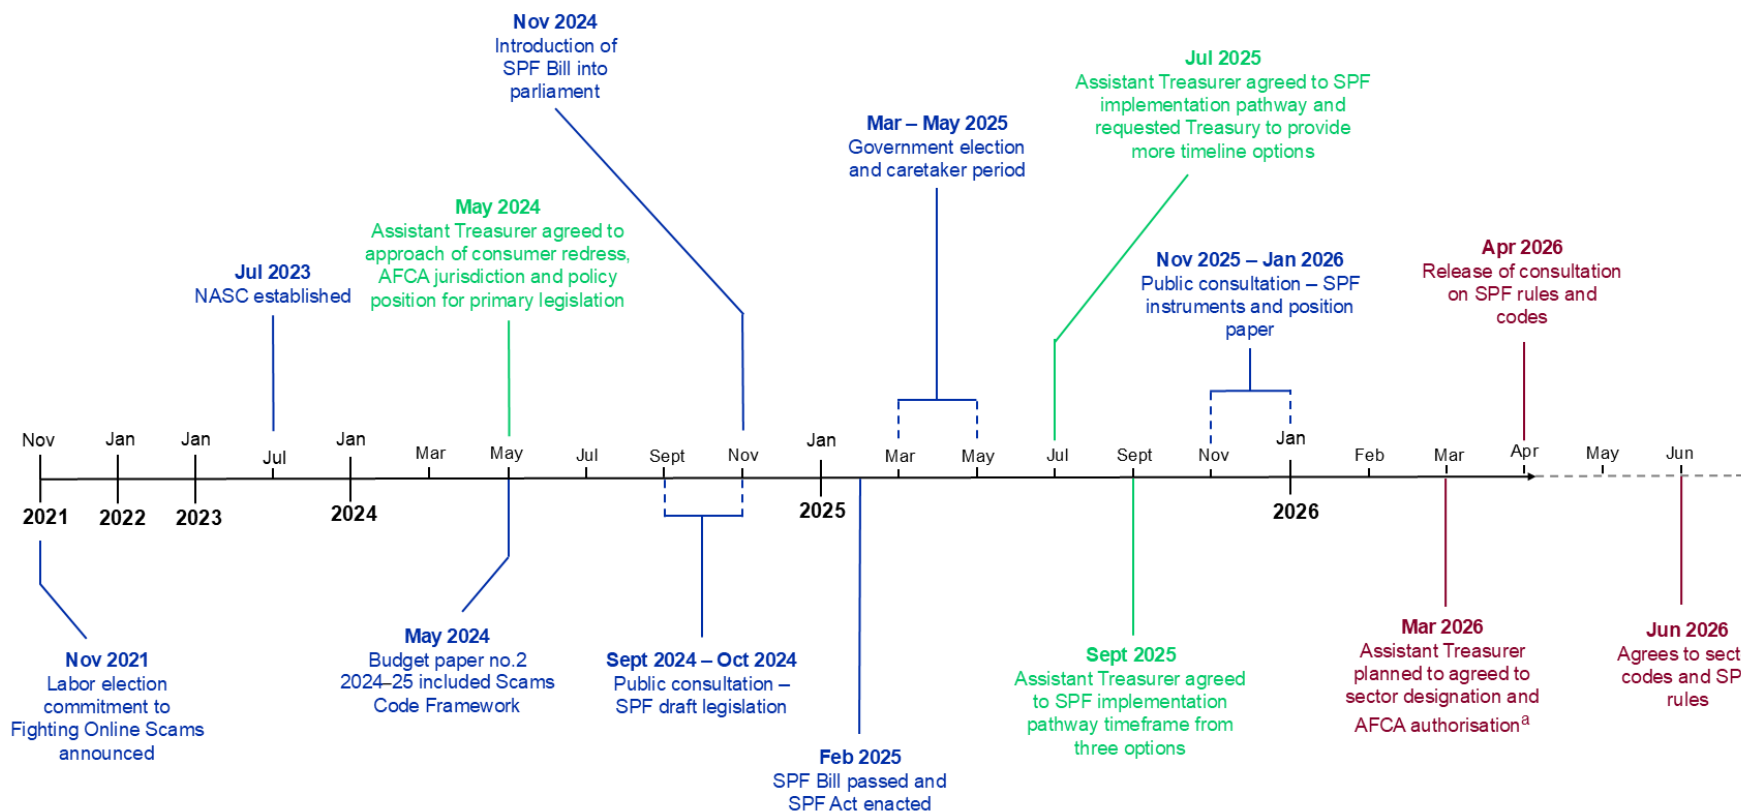 Nov 2024
Introduction of
SPF Bill into
parliament
Jul 2025
Assistant Treasurer agreed to SPF
implementation pathway and
requested Treasury to provide
more timeline options
Mar – May 2025
Government election
and caretaker period
May 2024
Assistant Treasurer agreed to
approach of consumer redress,
AFCA jurisdiction and policy
position for primary legislation
Jul 2023
NASC established
Nov 2025 – Jan 2026
Public consultation – SPF
instruments and position
paper
Apr 2026
Release of consultation
on SPF rules and
codes
Nov
Jan
Jan
Jul
Jan
Mar
May
Jul
Sept
Nov
Jan
Mar
May
Jul
Sept
Nov
Jan
Feb
Mar
Apr
May
Jun
2021
2022
2023
2024
2025
2026
Nov 2021
Labor election
commitment to
Fighting Online Scams
announced
May 2024
Budget paper no.2
2024–25 included Scams
Code Framework
Sept 2024 – Oct 2024
Public consultation –
SPF draft legislation
Feb 2025
SPF Bill passed and
SPF Act enacted
Sept 2025
Assistant Treasurer agreed
to SPF implementation
pathway timeframe from
three options
Mar 2026
Assistant Treasurer
planned to agreed to
sector designation and
AFCA authorisationᵃ
Jun 2026
Agrees to sect
codes and SP
rules